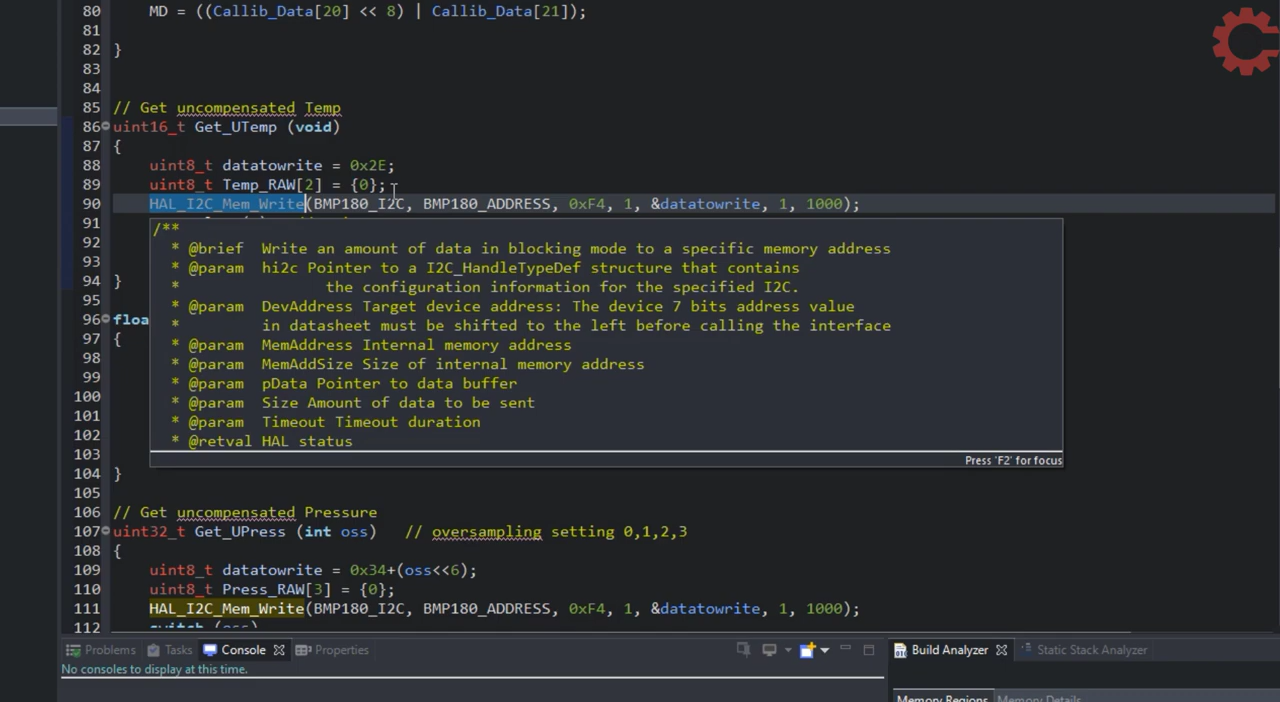 80 MD = ((Callib_Data[20] << 8) | Callib_Data[21]);
81
82 }
83
84
85 // Get uncompensated Temp
86 uint16_t Get_UTemp (void)
87 {
88 uint8_t datatowrite = 0x2E;
89 uint8_t Temp_RAW[2] = {0};
90 HAL_I2C_Mem_Write(BMP180_I2C, BMP180_ADDRESS, 0xF4, 1, &datatowrite, 1, 1000);
91
/**
92 * @brief Write an amount of data in blocking mode to a specific memory address
93 * @param hi2c Pointer to a I2C_HandleTypeDef structure that contains
94 } * the configuration information for the specified I2C.
95 * @param DevAddress Target device address: The device 7 bits address value
96 floa * in datasheet must be shifted to the left before calling the interface
97 { * @param MemAddress Internal memory address
98 * @param MemAddSize Size of internal memory address
99 * @param pData Pointer to data buffer
100 * @param Size Amount of data to be sent
101 * @param Timeout Timeout duration
102 * @retval HAL status
103 Press 'F2' for focus
104 }
105
106 // Get uncompensated Pressure
107 uint32_t Get_UPress (int oss) // oversampling setting 0,1,2,3
108 {
109 uint8_t datatowrite = 0x34+(oss<<6);
110 uint8_t Press_RAW[3] = {0};
111 HAL_I2C_Mem_Write(BMP180_I2C, BMP180_ADDRESS, 0xF4, 1, &datatowrite, 1, 1000);
112 switch (oss)
Problems Tasks Console Properties Build Analyzer Static Stack Analyzer
No consoles to display at this time.
Memory Regions Memory Details